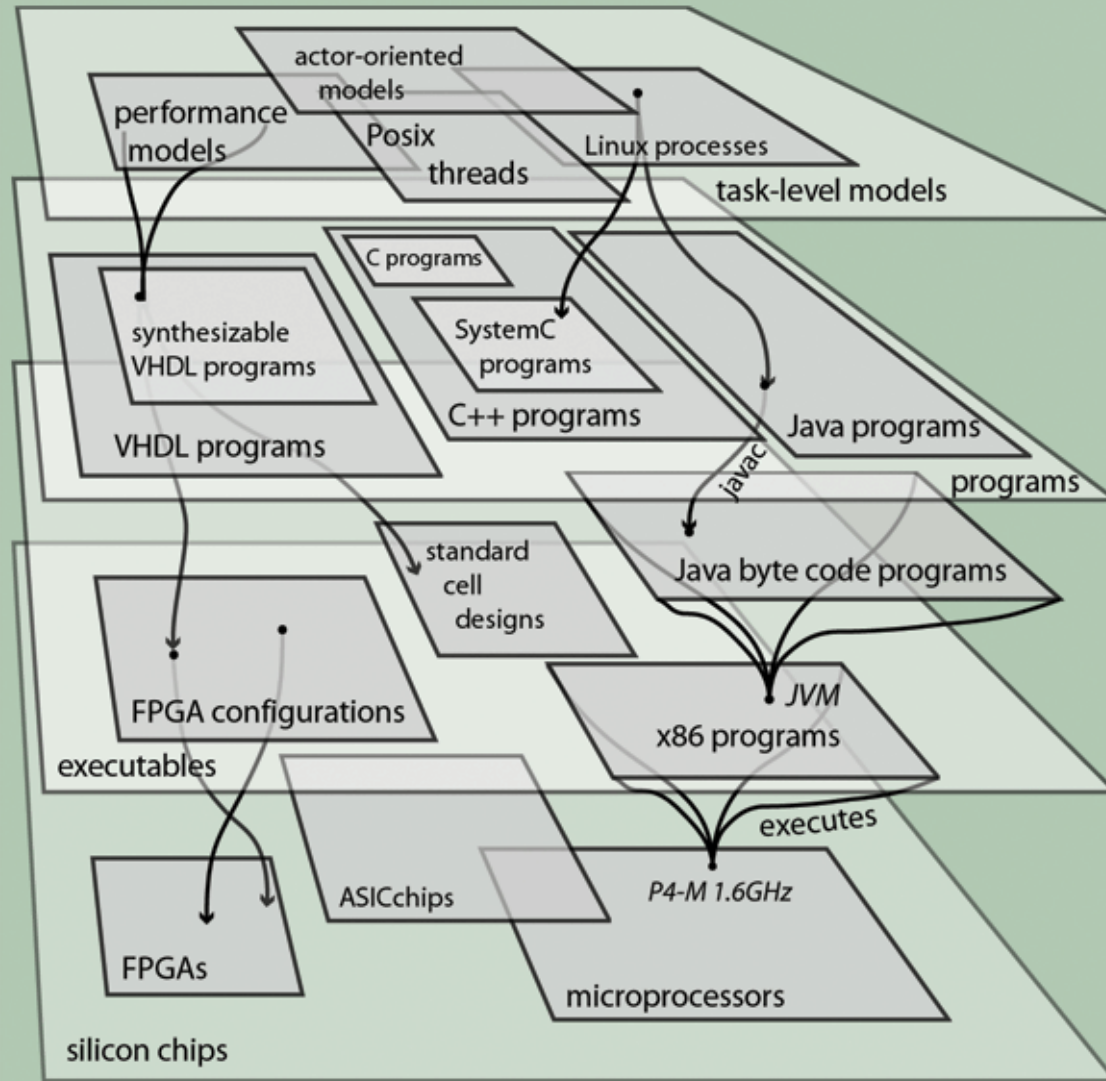 actor-oriented
models
performance
models
Posix
threads
Linux processes
task-level models
C programs
synthesizable
VHDL programs
SystemC
programs
C++ programs
VHDL programs
Java programs
javac
programs
standard
cell
designs
Java byte code programs
FPGA configurations
JVM
x86 programs
executables
executes
ASICchips
P4-M 1.6GHz
FPGAs
microprocessors
silicon chips